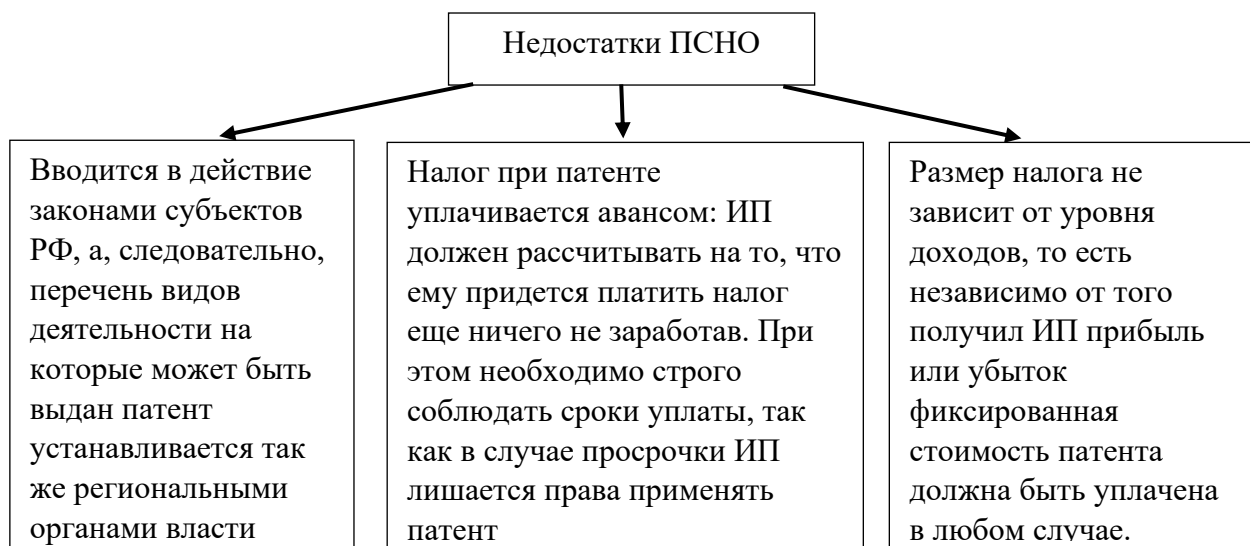 Недостатки ПСНО
Вводится в действие
законами субъектов
РФ, а, следовательно,
перечень видов
деятельности на
которые может быть
выдан патент
устанавливается так
же региональными
органами власти
Налог при патенте
уплачивается авансом: ИП
должен рассчитывать на то, что
ему придется платить налог
еще ничего не заработав. При
этом необходимо строго
соблюдать сроки уплаты, так
как в случае просрочки ИП
лишается права применять
патент
Размер налога не
зависит от уровня
доходов, то есть
независимо от того
получил ИП прибыль
или убыток
фиксированная
стоимость патента
должна быть уплачена
в любом случае.